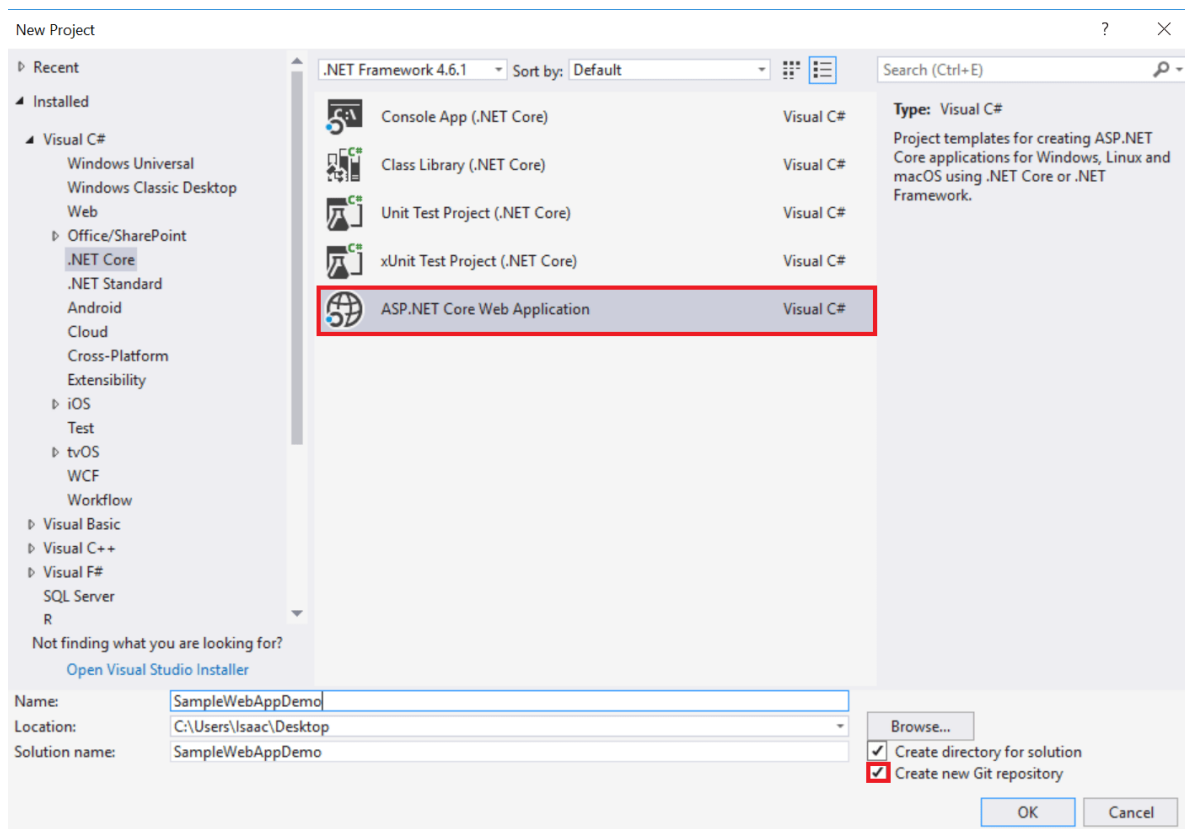 New Project
?
Recent
Installed
Visual C#
Windows Universal
Windows Classic Desktop
Web
Office/SharePoint
.NET Core
.NET Standard
Android
Cloud
Cross-Platform
Extensibility
iOS
Test
tvOS
WCF
Workflow
Visual Basic
Visual C++
Visual F#
SQL Server
R
Not finding what you are looking for?
Open Visual Studio Installer
.NET Framework 4.6.1 Sort by: Default
Console App (.NET Core) Visual C#
Class Library (.NET Core) Visual C#
Unit Test Project (.NET Core) Visual C#
xUnit Test Project (.NET Core) Visual C#
ASP.NET Core Web Application Visual C#
Search (Ctrl+E)
Type: Visual C#
Project templates for creating ASP.NET
Core applications for Windows, Linux and
macOS using .NET Core or .NET
Framework.
Name: SampleWebAppDemo
Location: C:\Users\Isaac\Desktop Browse...
Solution name: SampleWebAppDemo Create directory for solution
Create new Git repository
OK Cancel